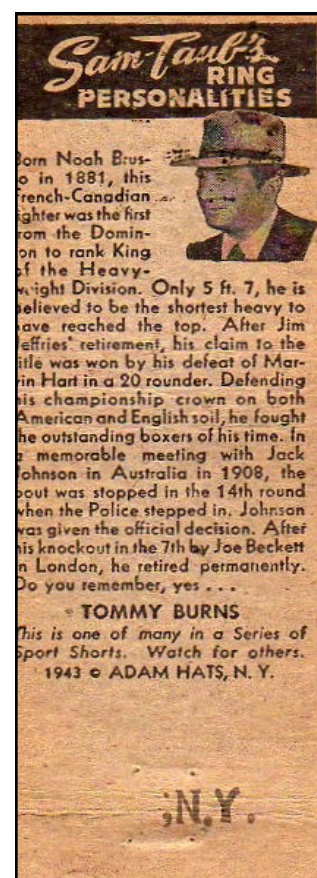 Sam Taub's
RING
PERSONALITIES
Born Noah Brus-
so in 1881, this
French-Canadian
fighter was the first
from the Domin-
ion to rank King
of the Heavy-
weight Division. Only 5 ft. 7, he is
believed to be the shortest heavy to
have reached the top. After Jim
Jeffries' retirement, his claim to the
title was won by his defeat of Mar-
vin Hart in a 20 rounder. Defending
his championship crown on both
American and English soil, he fought
the outstanding boxers of his time. In
a memorable meeting with Jack
Johnson in Australia in 1908, the
bout was stopped in the 14th round
when the Police stepped in. Johnson
was given the official decision. After
his knockout in the 7th by Joe Beckett
in London, he retired permanently.
Do you remember, yes . . .
TOMMY BURNS
This is one of many in a Series of
Sport Shorts. Watch for others.
1943 © ADAM HATS, N. Y.
;N.Y.